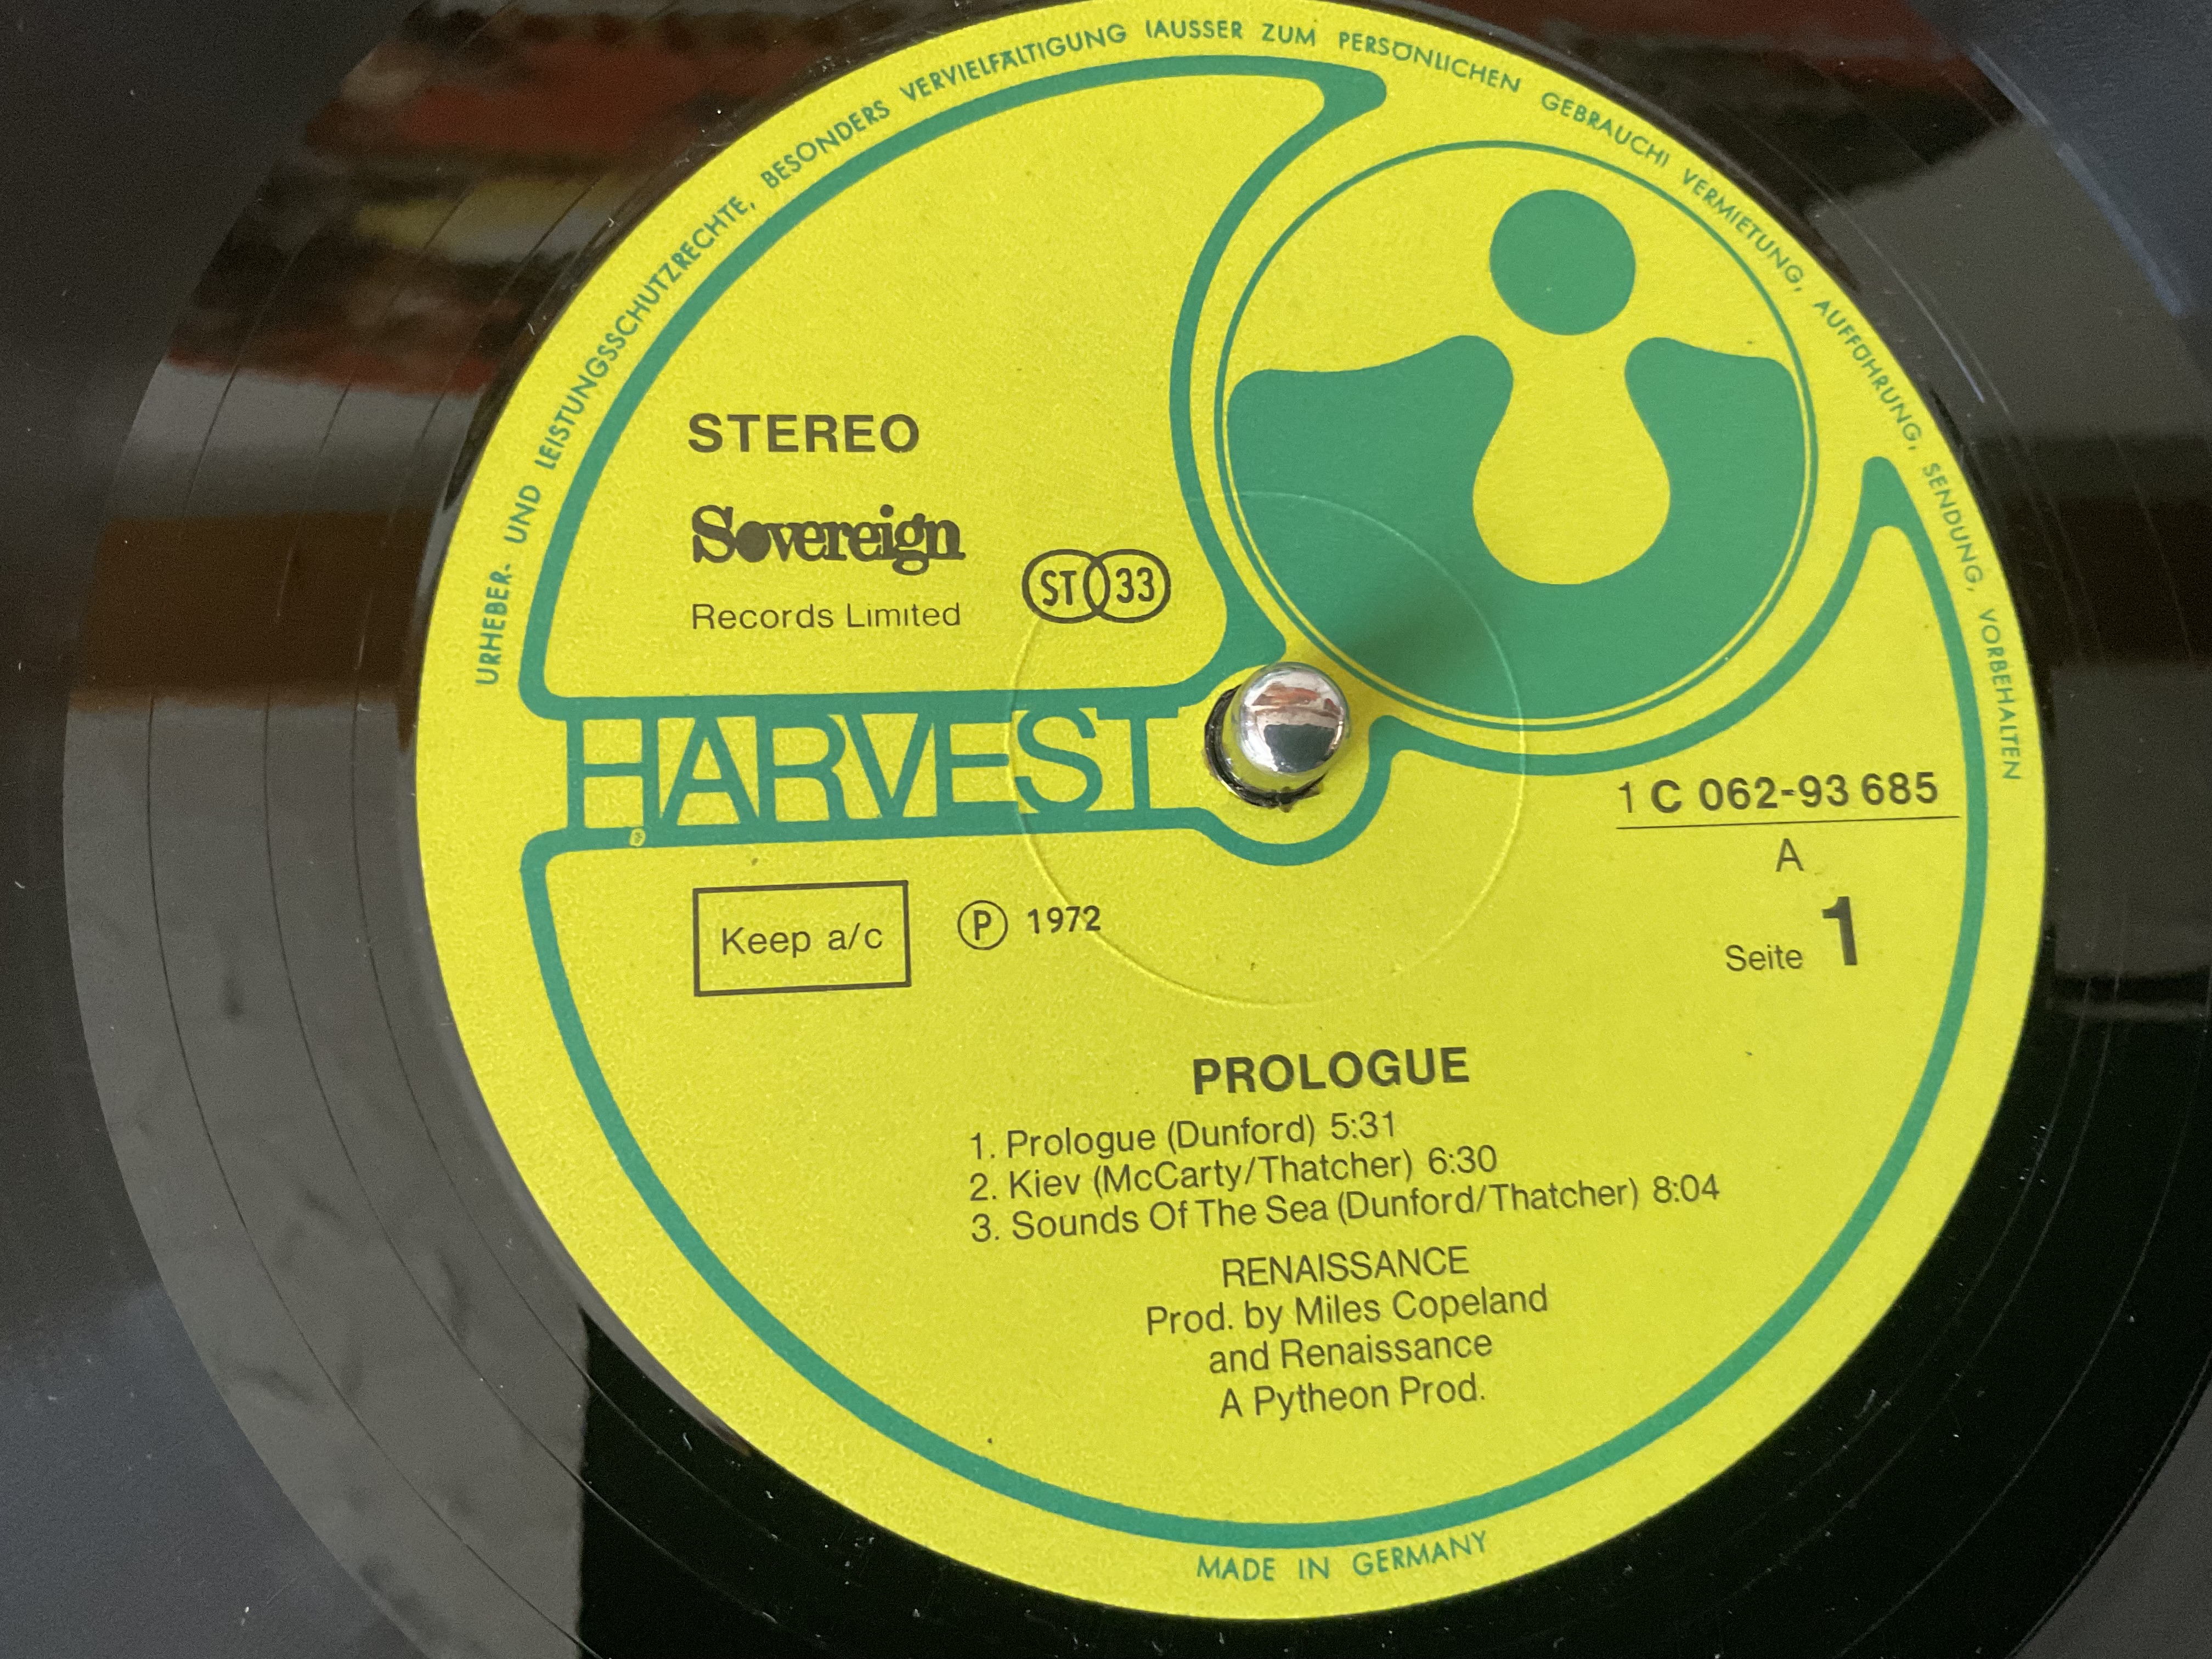 URHEBER- UND LEISTUNGSSCHUTZRECHTE, BESONDERS VERVIELFÄLTIGUNG (AUSSER ZUM PERSÖNLICHEN GEBRAUCH) VERMIETUNG, AUFFÜHRUNG, SENDUNG, VORBEHALTEN
STEREO
Sovereign
Records Limited
ST 33
HARVEST
1 C 062-93 685
A
Seite 1
Keep a/c
Ⓟ 1972
PROLOGUE
1. Prologue (Dunford) 5:31
2. Kiev (McCarty/Thatcher) 6:30
3. Sounds Of The Sea (Dunford/Thatcher) 8:04
RENAISSANCE
Prod. by Miles Copeland
and Renaissance
A Pytheon Prod.
MADE IN GERMANY